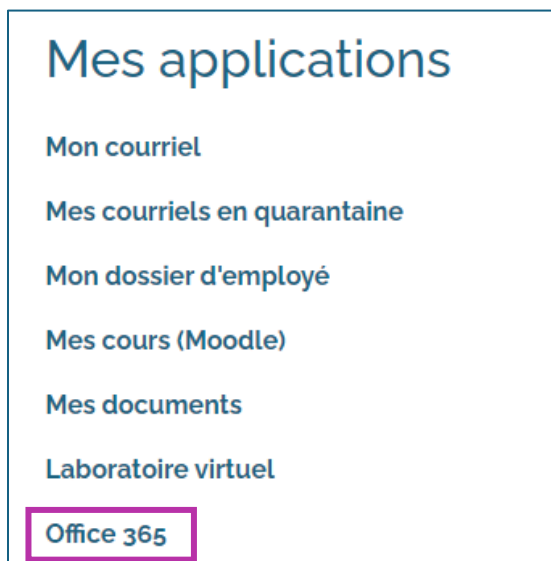 Mes applications
Mon courriel
Mes courriels en quarantaine
Mon dossier d'employé
Mes cours (Moodle)
Mes documents
Laboratoire virtuel
Office 365